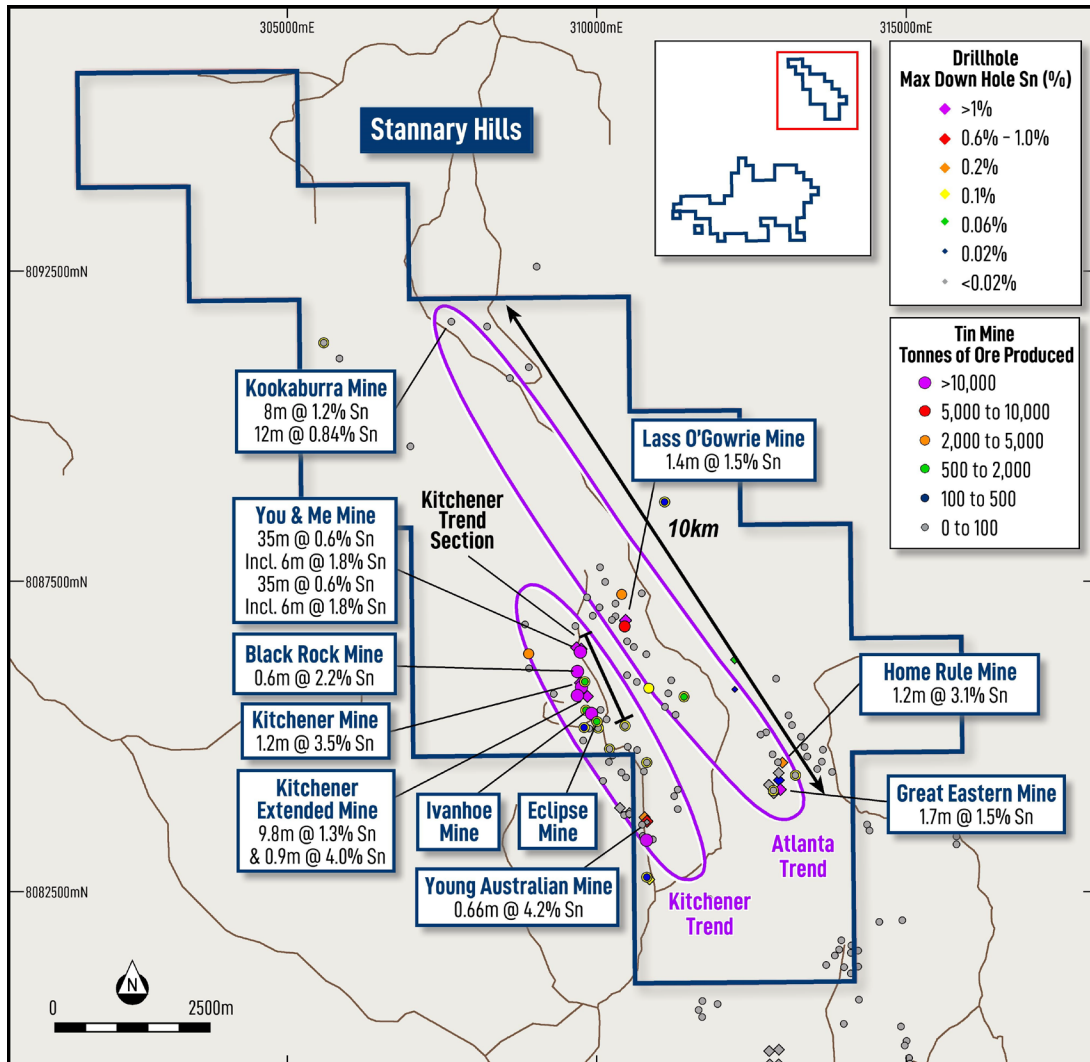 305000mE
310000mE
315000mE
8092500mN
8087500mN
8082500mN
Stannary Hills
Drillhole
Max Down Hole Sn (%)
>1%
0.6% – 1.0%
0.2%
0.1%
0.06%
0.02%
<0.02%
Tin Mine
Tonnes of Ore Produced
>10,000
5,000 to 10,000
2,000 to 5,000
500 to 2,000
100 to 500
0 to 100
Kookaburra Mine
8m @ 1.2% Sn
12m @ 0.84% Sn
Lass O'Gowrie Mine
1.4m @ 1.5% Sn
10km
Kitchener
Trend
Section
You & Me Mine
35m @ 0.6% Sn
Incl. 6m @ 1.8% Sn
35m @ 0.6% Sn
Incl. 6m @ 1.8% Sn
Black Rock Mine
0.6m @ 2.2% Sn
Kitchener Mine
1.2m @ 3.5% Sn
Kitchener
Extended Mine
9.8m @ 1.3% Sn
& 0.9m @ 4.0% Sn
Ivanhoe
Mine
Eclipse
Mine
Young Australian Mine
0.66m @ 4.2% Sn
Home Rule Mine
1.2m @ 3.1% Sn
Great Eastern Mine
1.7m @ 1.5% Sn
Atlanta
Trend
Kitchener
Trend
N
0
2500m